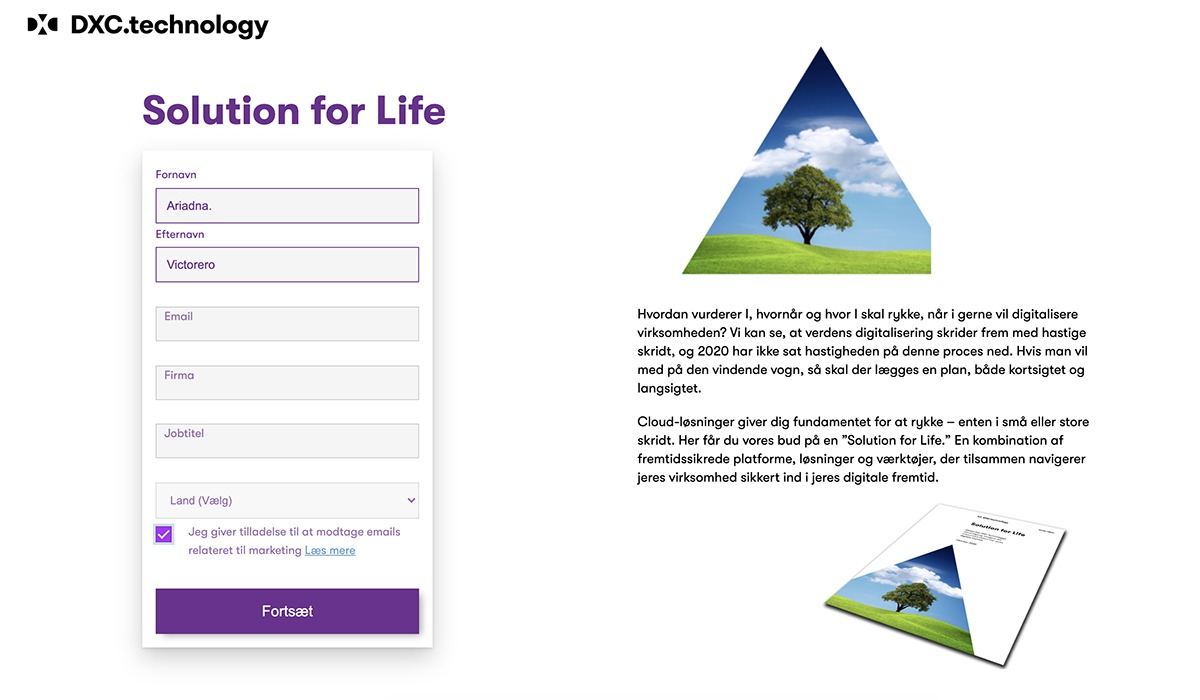 DXC.technology
Solution for Life
Fornavn
Ariadna.
Efternavn
Victorero
Email
Firma
Jobtitel
Land (Vælg)
Jeg giver tilladelse til at modtage emails
relateret til marketing Læs mere
Fortsæt
Hvordan vurderer I, hvornår og hvor I skal rykke, når i gerne vil digitalisere
virksomheden? Vi kan se, at verdens digitalisering skrider frem med hastige
skridt, og 2020 har ikke sat hastigheden på denne proces ned. Hvis man vil
med på den vindende vogn, så skal der lægges en plan, både kortsigtet og
langsigtet.
Cloud-løsninger giver dig fundamentet for at rykke – enten i små eller store
skridt. Her får du vores bud på en ”Solution for Life.” En kombination af
fremtidssikrede platforme, løsninger og værktøjer, der tilsammen navigerer
jeres virksomhed sikkert ind i jeres digitale fremtid.
Solution for Life